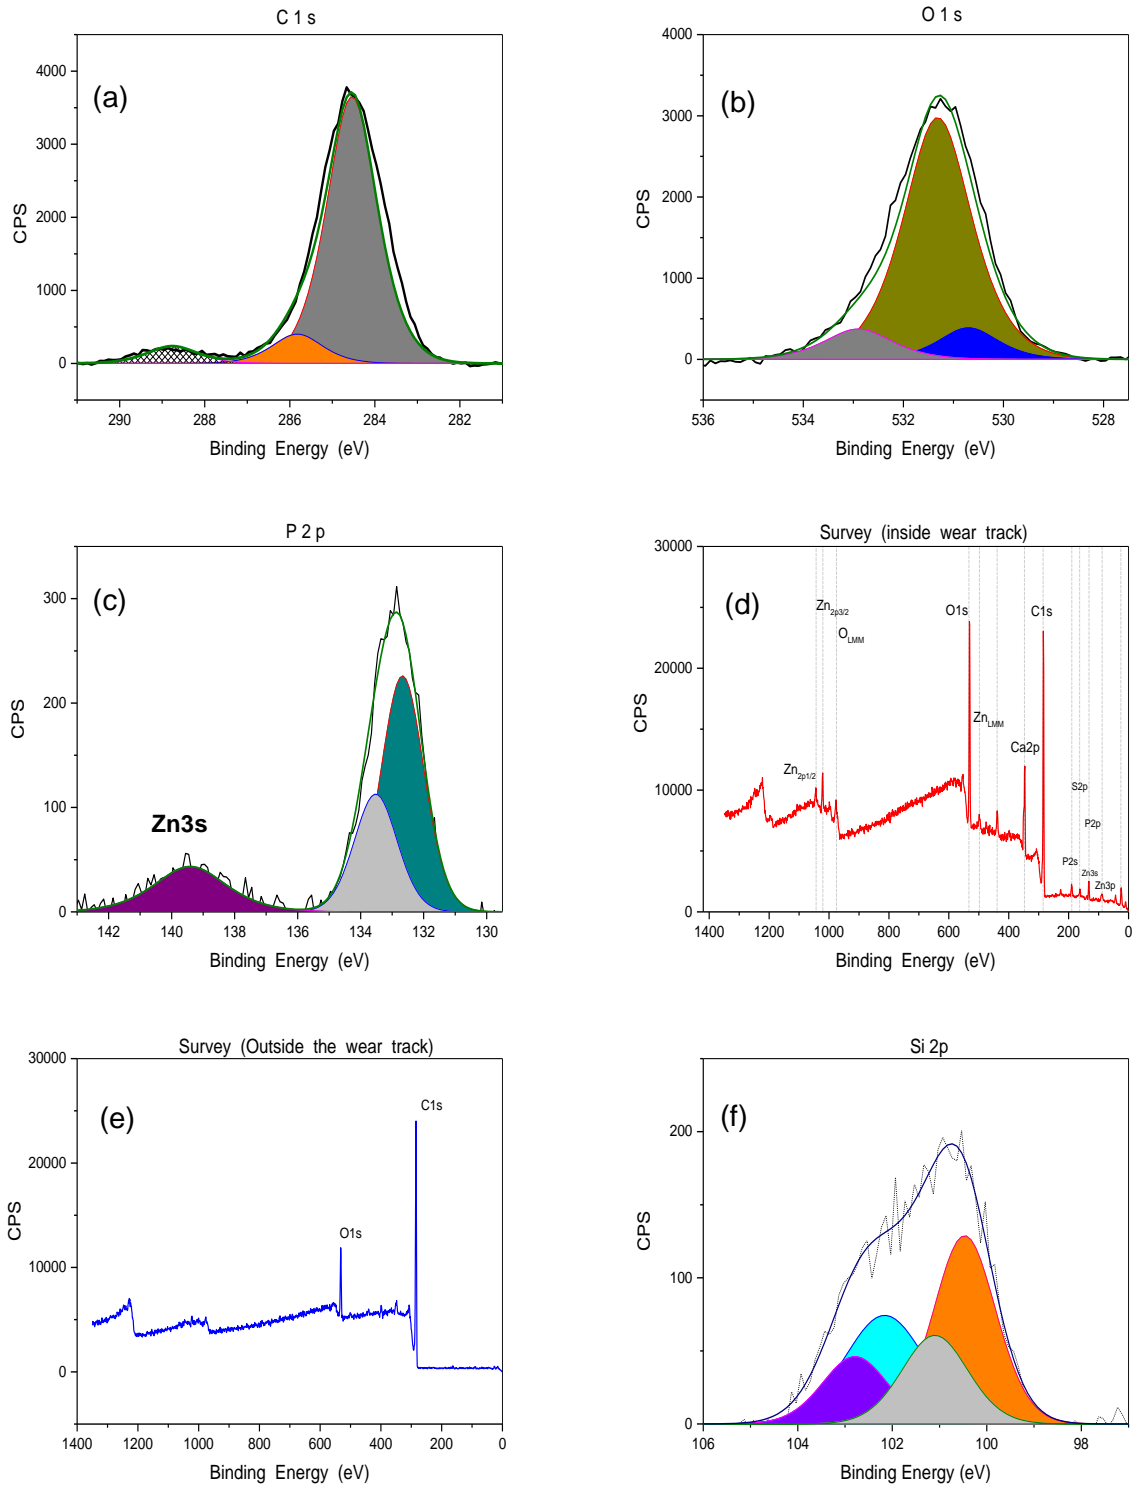 C 1 s
(a)
4000
3000
2000
1000
0
CPS
290 288 286 284 282
Binding Energy (eV)
O 1 s
(b)
4000
3000
2000
1000
0
CPS
536 534 532 530 528
Binding Energy (eV)
P 2 p
(c)
300
200
100
0
CPS
Zn3s
142 140 138 136 134 132 130
Binding Energy (eV)
Survey (inside wear track)
(d)
30000
20000
10000
0
CPS
Zn2p3/2
OLMM
O1s
C1s
ZnLMM
Ca2p
Zn2p1/2
S2p
P2p
P2s
Zn3s
Zn3p
1400 1200 1000 800 600 400 200 0
Binding Energy (eV)
Survey (Outside the wear track)
(e)
30000
20000
10000
0
CPS
C1s
O1s
1400 1200 1000 800 600 400 200 0
Binding Energy (eV)
Si 2p
(f)
200
100
0
CPS
106 104 102 100 98
Binding Energy (eV)